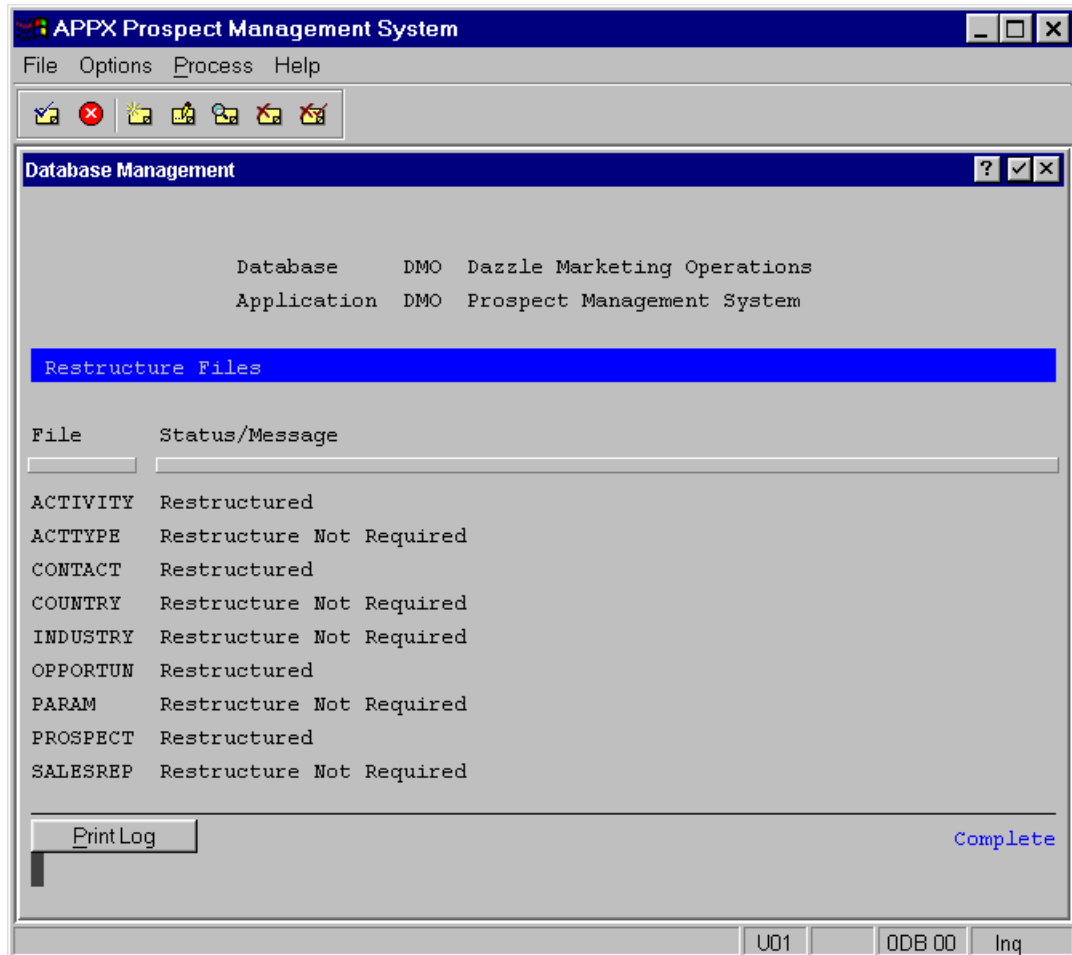 APPX Prospect Management System
File Options Process Help
Database Management
Database DMO Dazzle Marketing Operations
Application DMO Prospect Management System
Restructure Files
File Status/Message
ACTIVITY Restructured
ACTTYPE Restructure Not Required
CONTACT Restructured
COUNTRY Restructure Not Required
INDUSTRY Restructure Not Required
OPPORTUN Restructured
PARAM Restructure Not Required
PROSPECT Restructured
SALESREP Restructure Not Required
Print Log Complete
U01 0DB 00 Inq